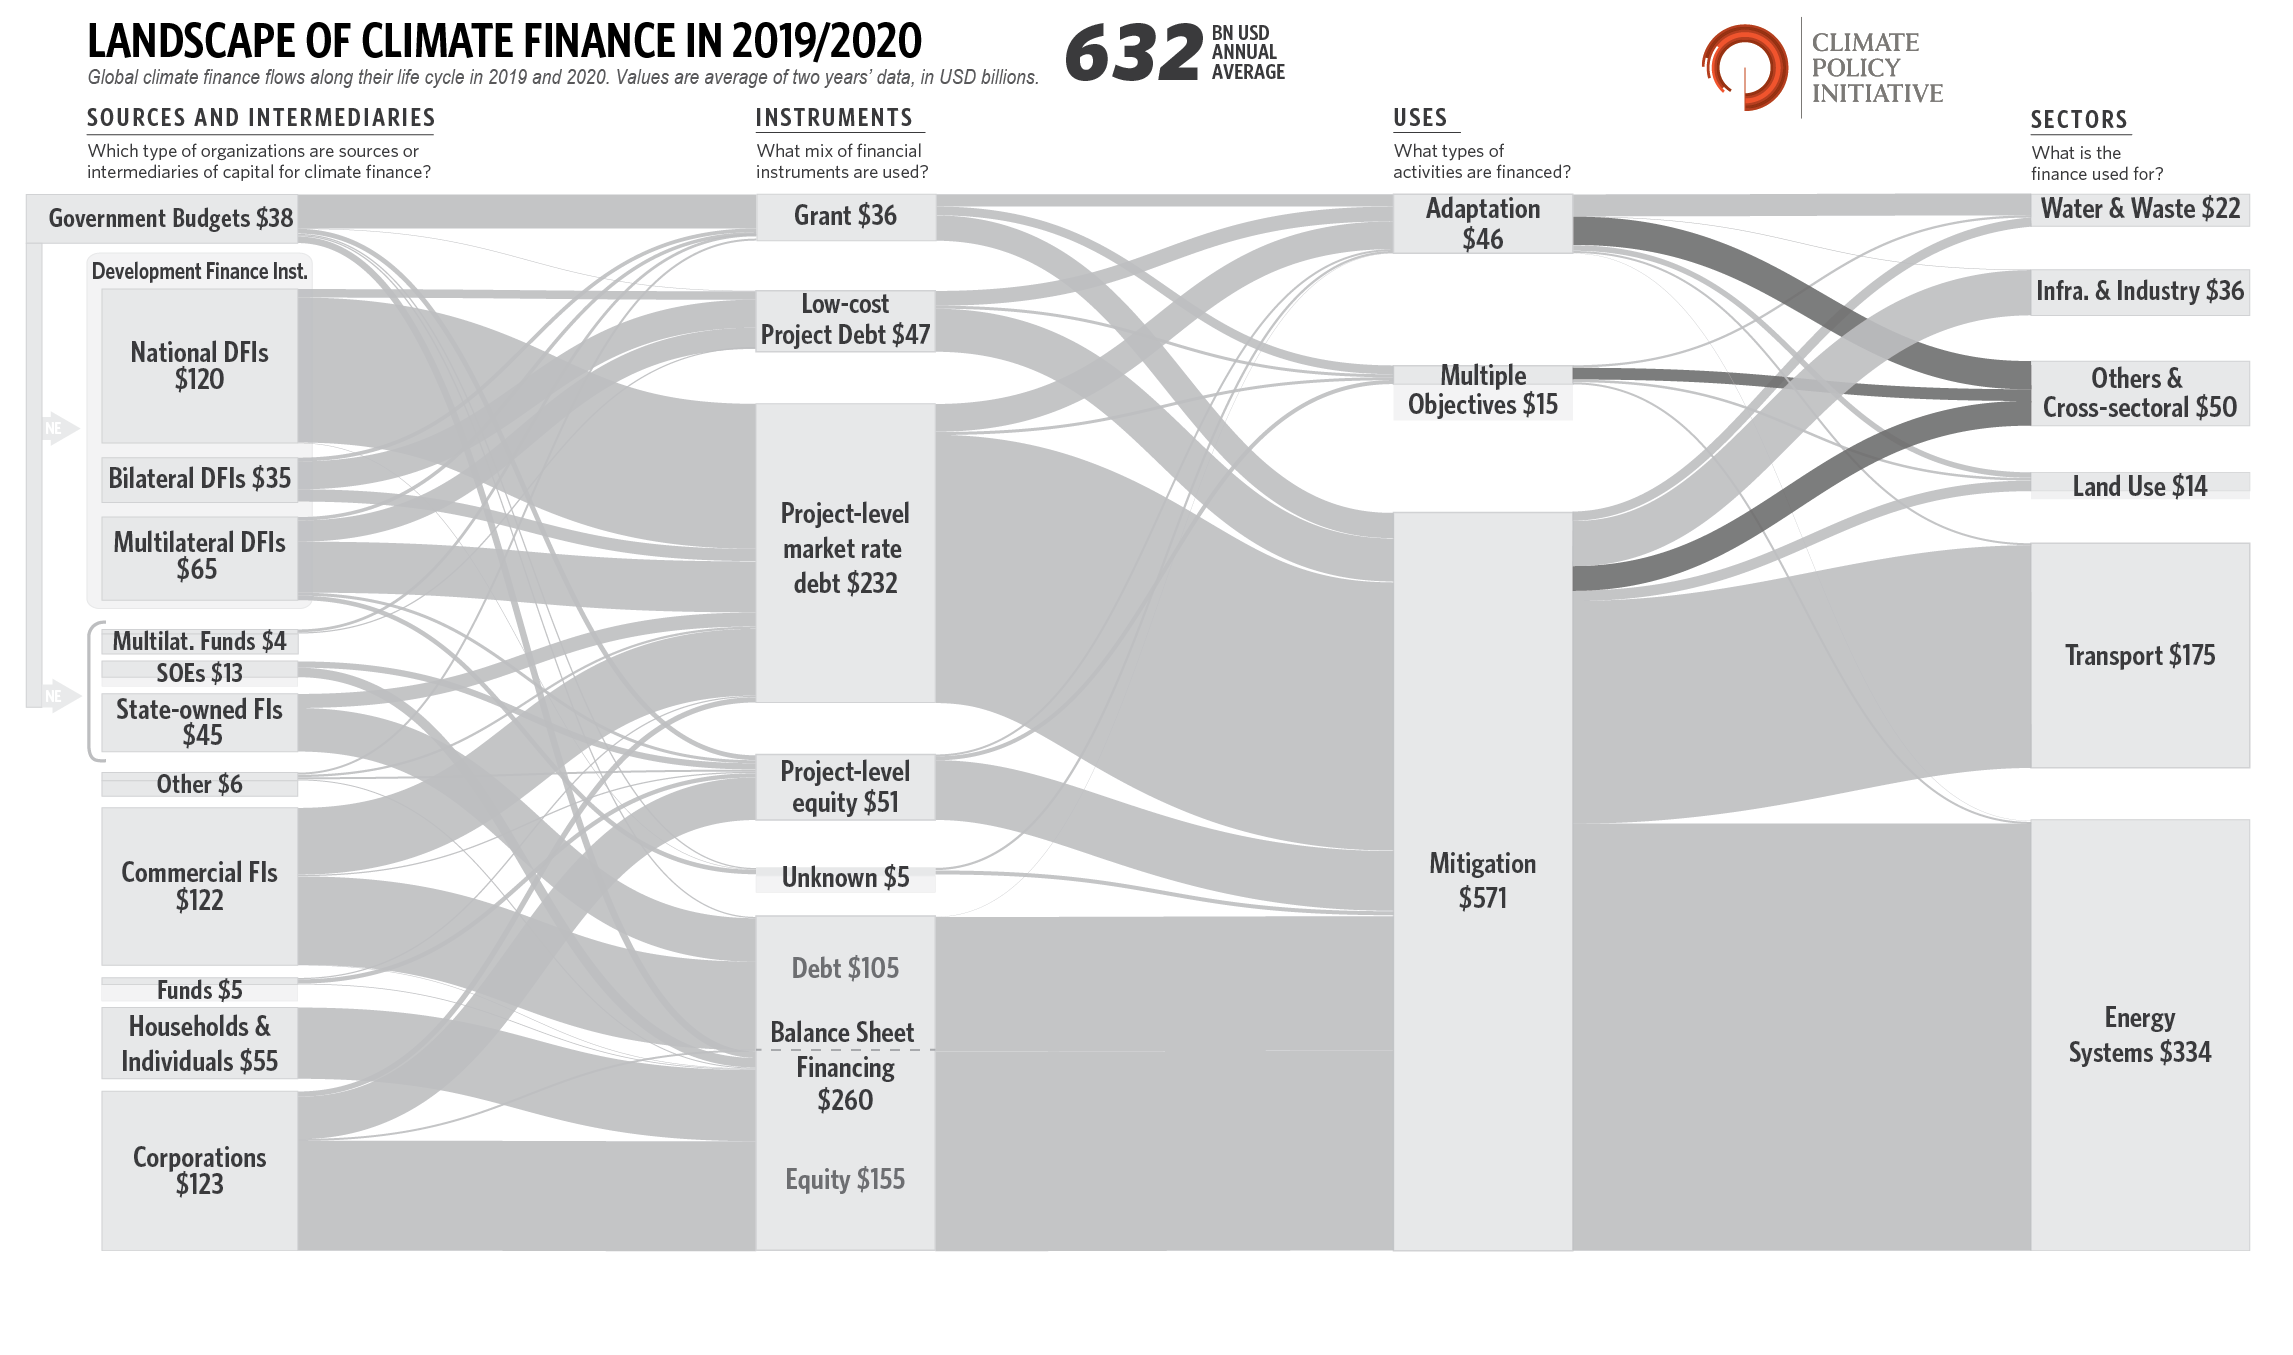 LANDSCAPE OF CLIMATE FINANCE IN 2019/2020
Global climate finance flows along their life cycle in 2019 and 2020. Values are average of two years' data, in USD billions.
632
BN USD
ANNUAL
AVERAGE
CLIMATE
POLICY
INITIATIVE
SOURCES AND INTERMEDIARIES
Which type of organizations are sources or
intermediaries of capital for climate finance?
Government Budgets $38
Development Finance Inst.
National DFIs
$120
NE
Bilateral DFIs $35
Multilateral DFIs
$65
Multilat. Funds $4
SOEs $13
NE
State-owned FIs
$45
Other $6
Commercial FIs
$122
Funds $5
Households &
Individuals $55
Corporations
$123
INSTRUMENTS
What mix of financial
instruments are used?
Grant $36
Low-cost
Project Debt $47
Project-level
market rate
debt $232
Project-level
equity $51
Unknown $5
Debt $105
Balance Sheet
Financing
$260
Equity $155
USES
What types of
activities are financed?
Adaptation
$46
Multiple
Objectives $15
Mitigation
$571
SECTORS
What is the
finance used for?
Water & Waste $22
Infra. & Industry $36
Others &
Cross-sectoral $50
Land Use $14
Transport $175
Energy
Systems $334